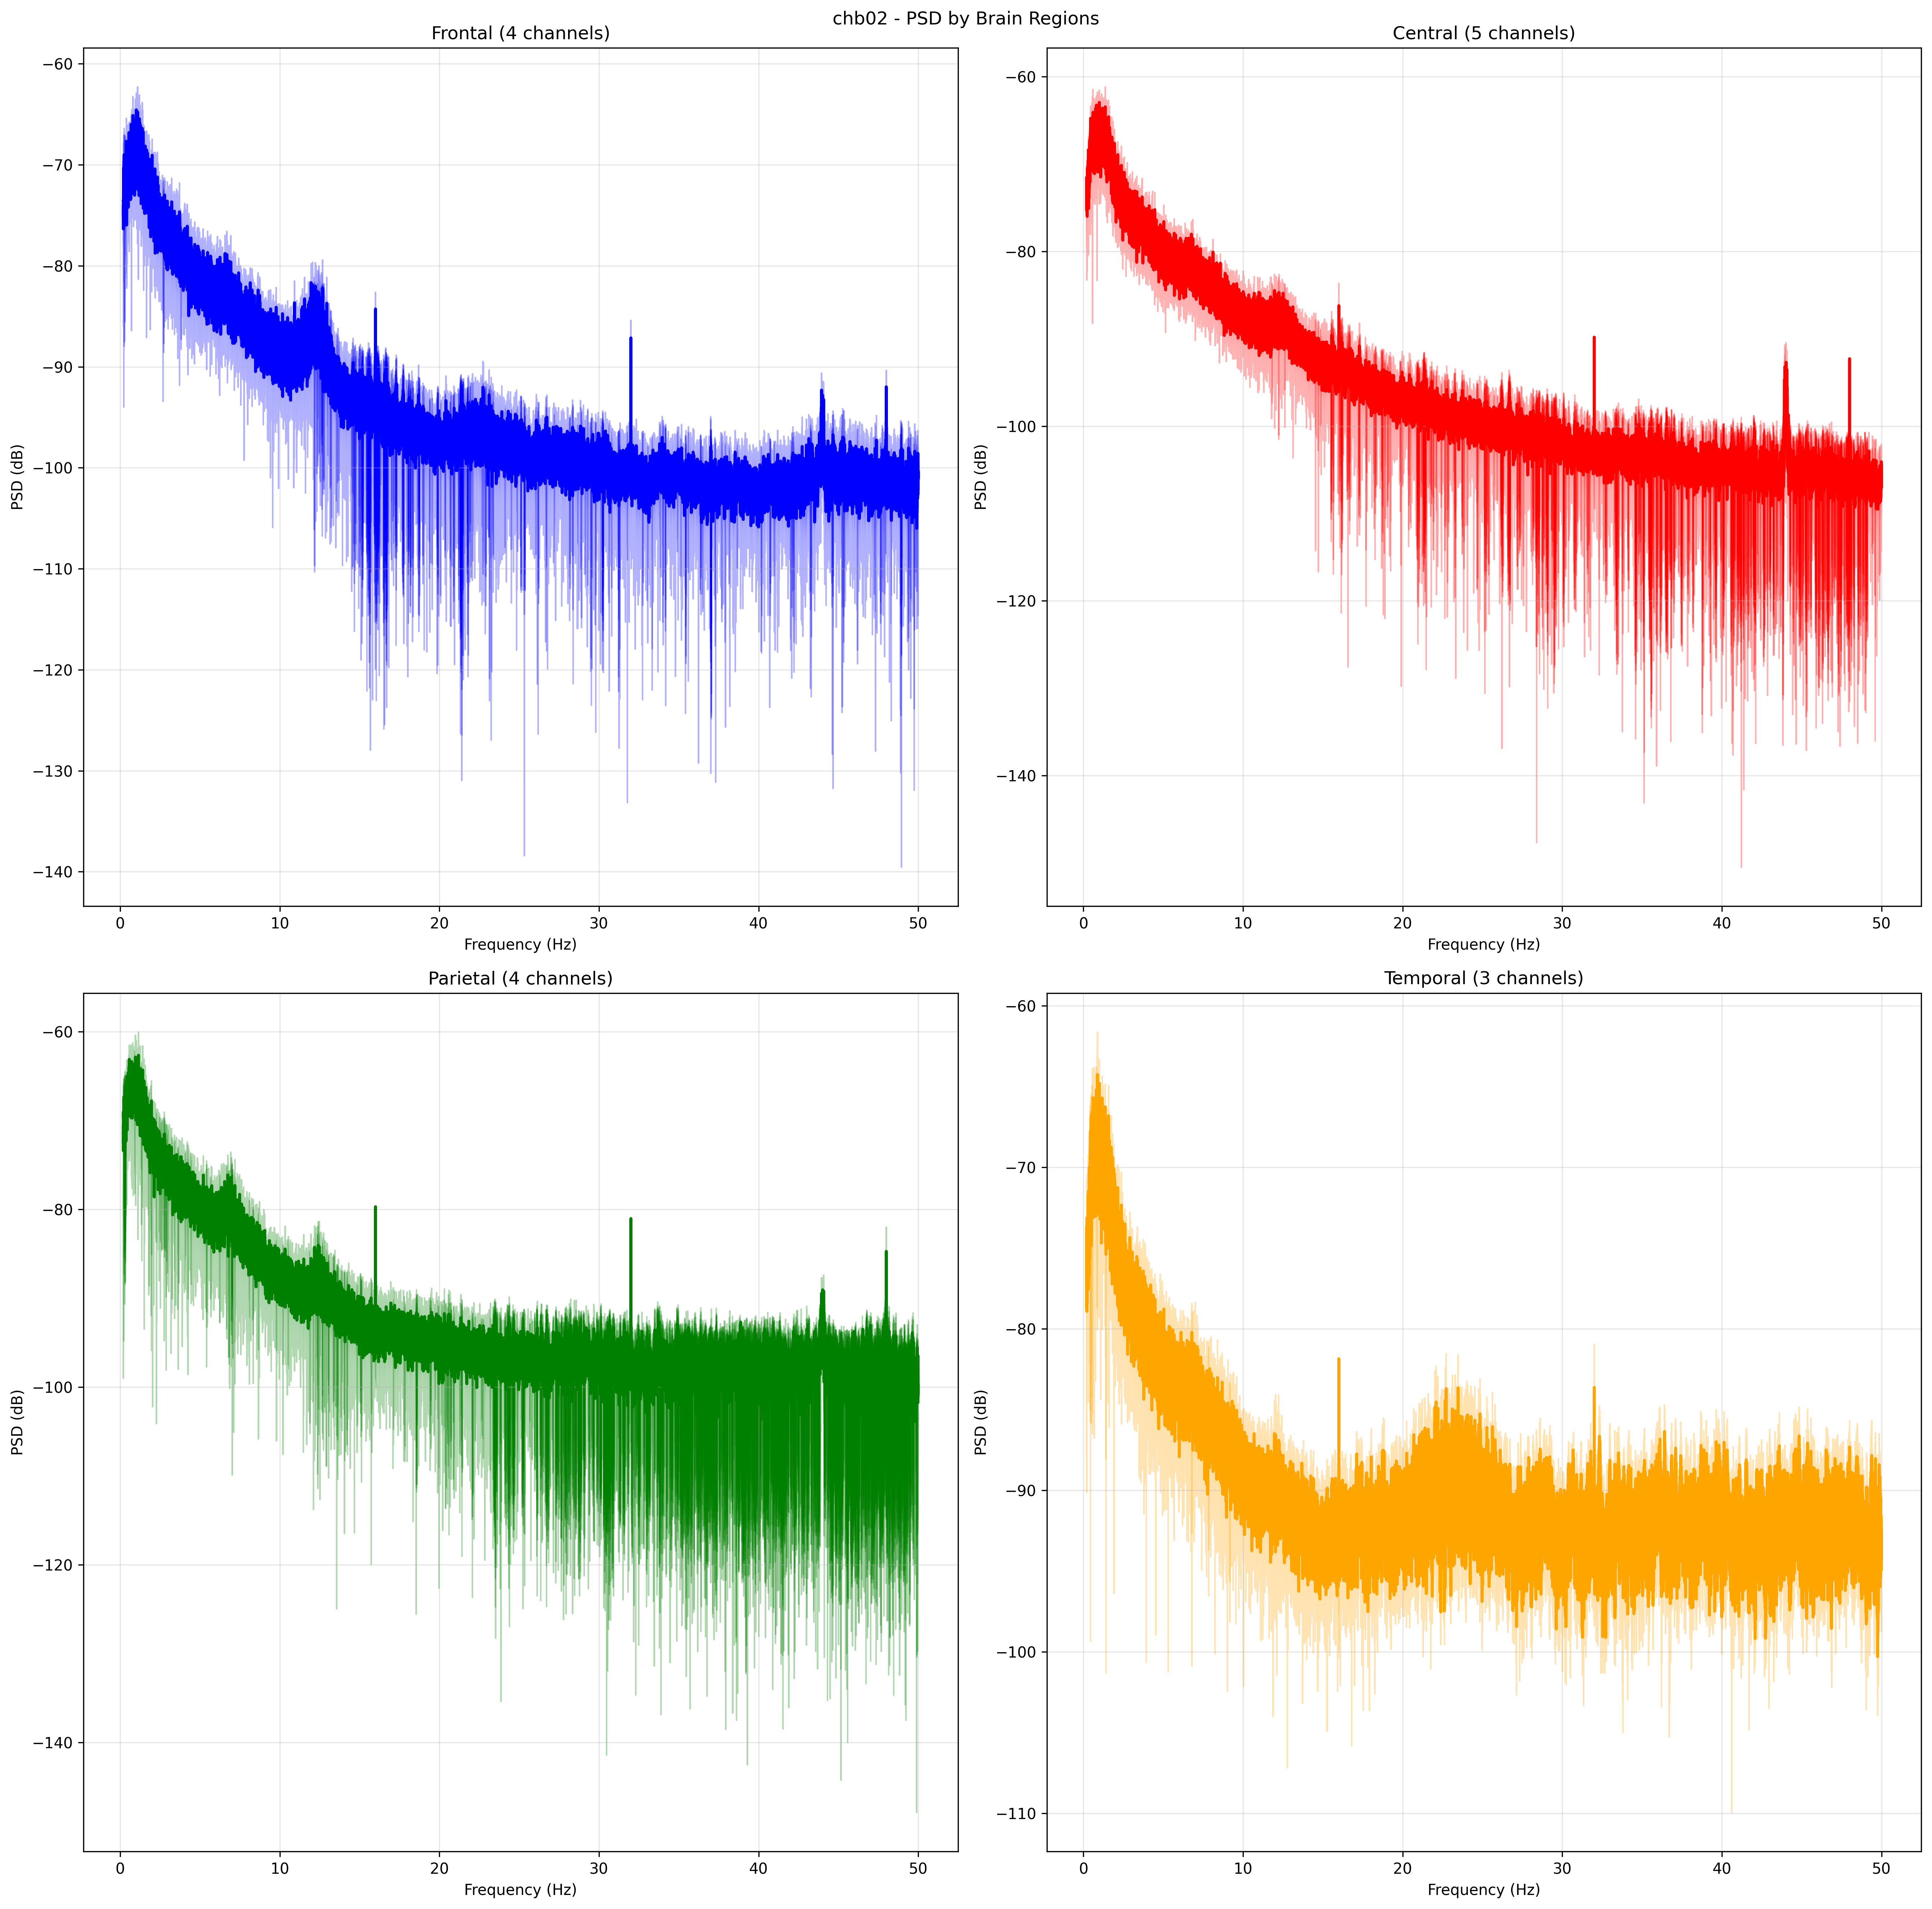 chb02 - PSD by Brain Regions
Frontal (4 channels)
−60
−70
−80
−90
−100
−110
−120
−130
−140
PSD (dB)
0 10 20 30 40 50
Frequency (Hz)
Central (5 channels)
−60
−80
−100
−120
−140
PSD (dB)
0 10 20 30 40 50
Frequency (Hz)
Parietal (4 channels)
−60
−80
−100
−120
−140
PSD (dB)
0 10 20 30 40 50
Frequency (Hz)
Temporal (3 channels)
−60
−70
−80
−90
−100
−110
PSD (dB)
0 10 20 30 40 50
Frequency (Hz)